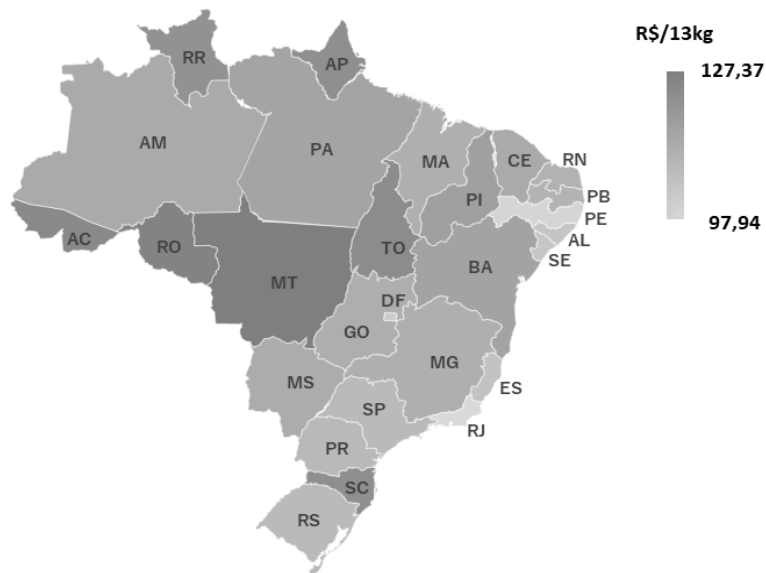 R$/13kg
127,37
97,94
RR
AP
AM
PA
MA
CE
RN
PB
PE
AL
SE
PI
AC
RO
TO
MT
BA
DF
GO
MG
MS
ES
SP
RJ
PR
SC
RS